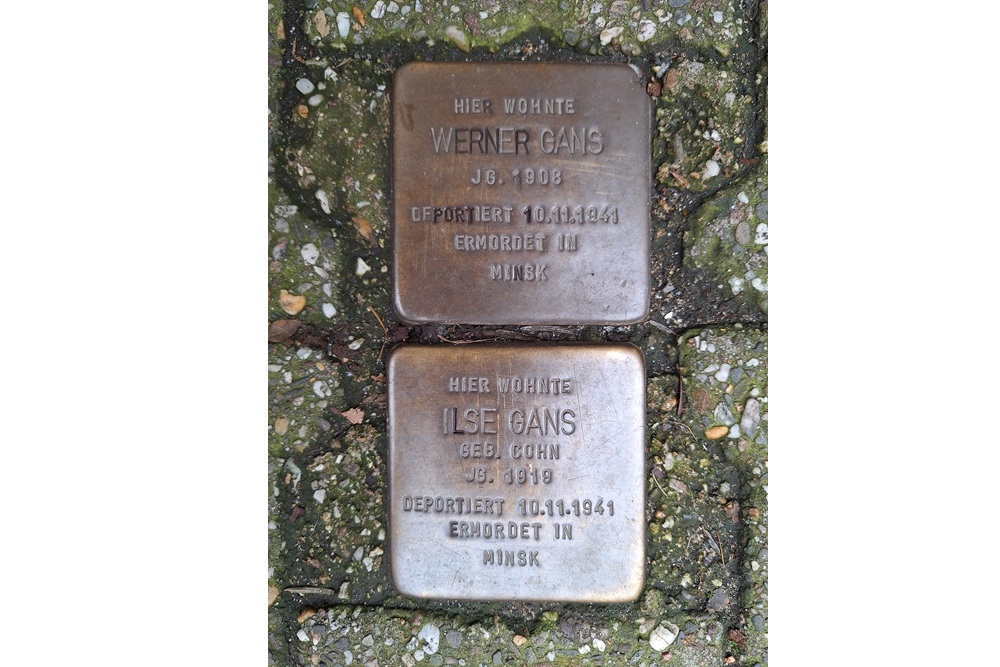 HIER WOHNTE
WERNER GANS
JG. 1908
DEPORTIERT 10.11.1941
ERMORDET IN
MINSK
HIER WOHNTE
ILSE GANS
GEB. COHN
JG. 1919
DEPORTIERT 10.11.1941
ERMORDET IN
MINSK